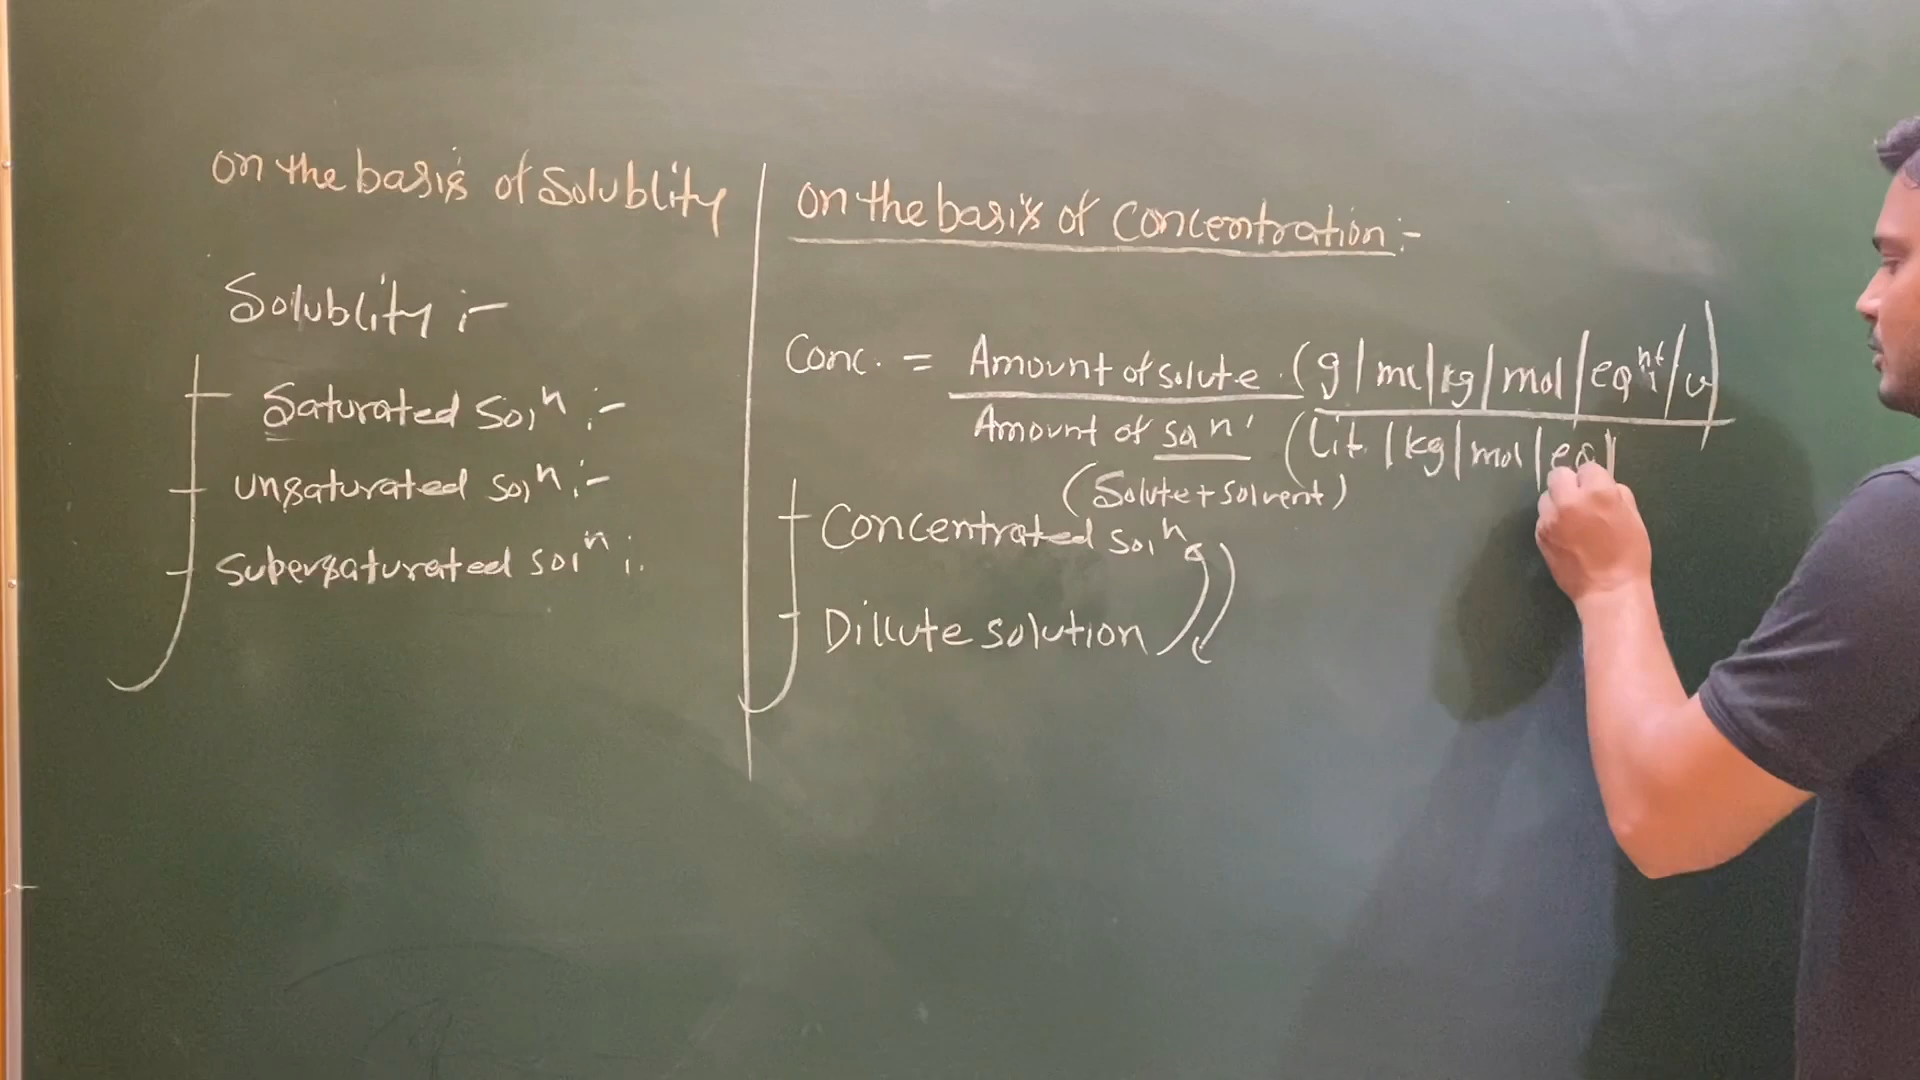 on the basis of Solublity
Solublity :-
Saturated Solⁿ :-
unsaturated solⁿ :-
Supersaturated solⁿ :.
on the basis of Concentration :-
Conc. = Amount of solute (g/ml/kg/mol/eqⁿᵗ/v)
Amount of solⁿ (Lit./kg/mol/eq/
(Solute + Solvent)
Concentrated solⁿ
Dillute solution